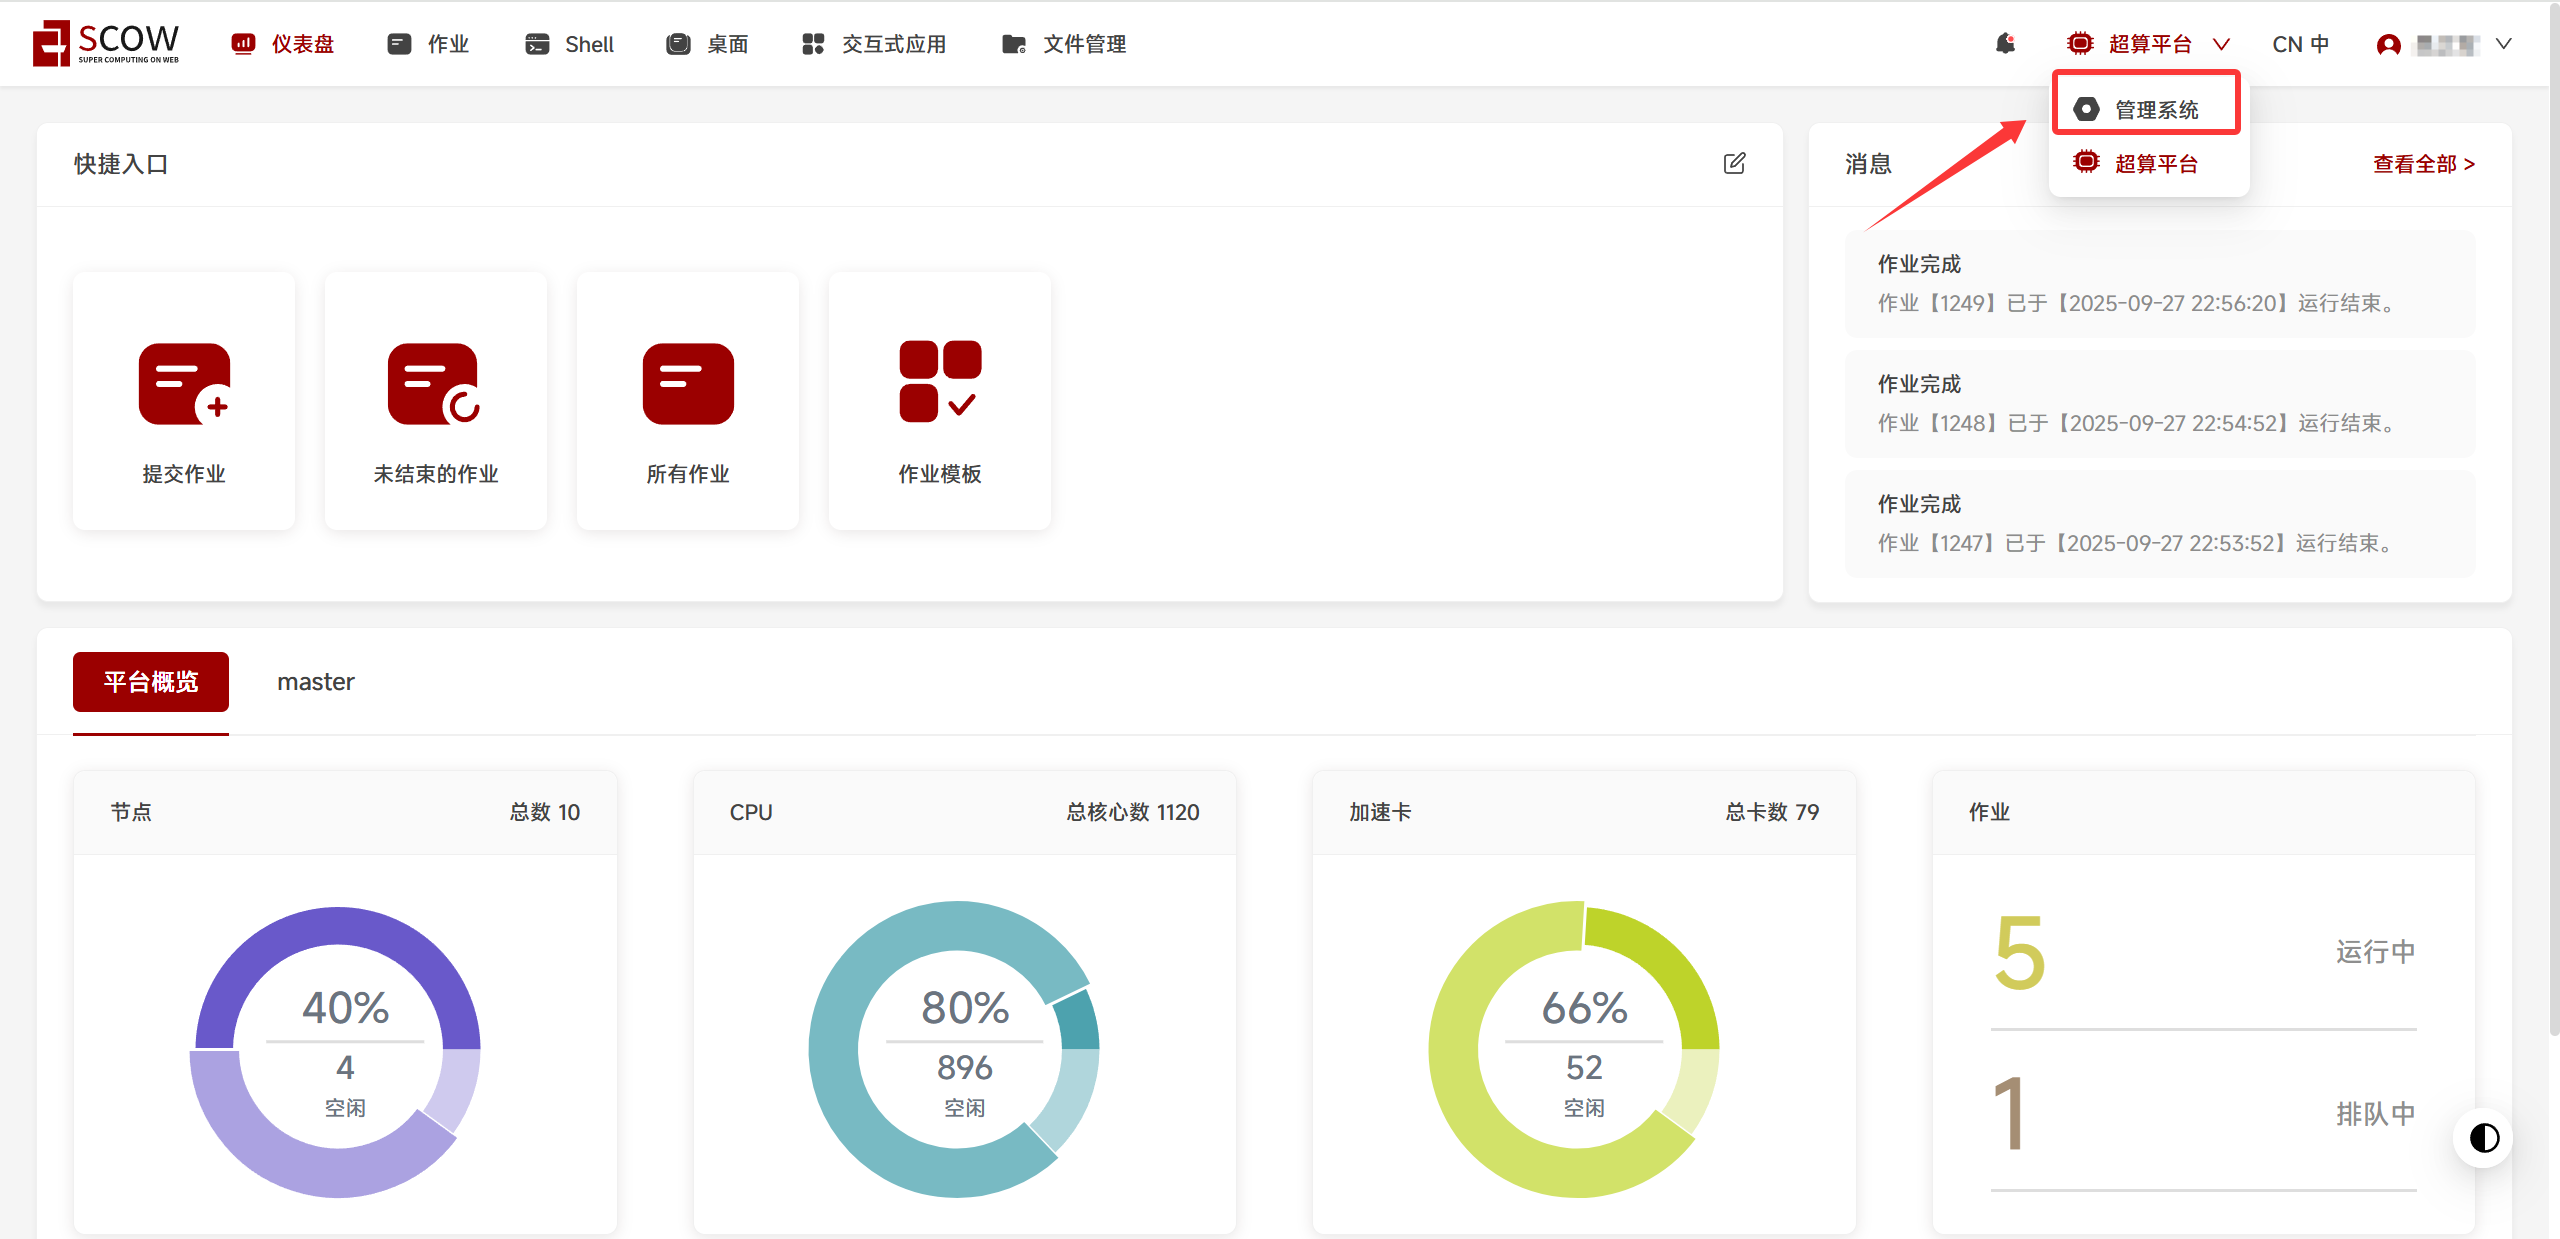 SCOW
SUPER COMPUTING ON WEB
仪表盘
作业
Shell
桌面
交互式应用
文件管理
超算平台
CN 中
管理系统
超算平台
快捷入口
提交作业
未结束的作业
所有作业
作业模板
消息
查看全部 >
作业完成
作业【1249】已于【2025-09-27 22:56:20】运行结束。
作业完成
作业【1248】已于【2025-09-27 22:54:52】运行结束。
作业完成
作业【1247】已于【2025-09-27 22:53:52】运行结束。
平台概览
master
节点
总数 10
40%
4
空闲
CPU
总核心数 1120
80%
896
空闲
加速卡
总卡数 79
66%
52
空闲
作业
5
运行中
1
排队中